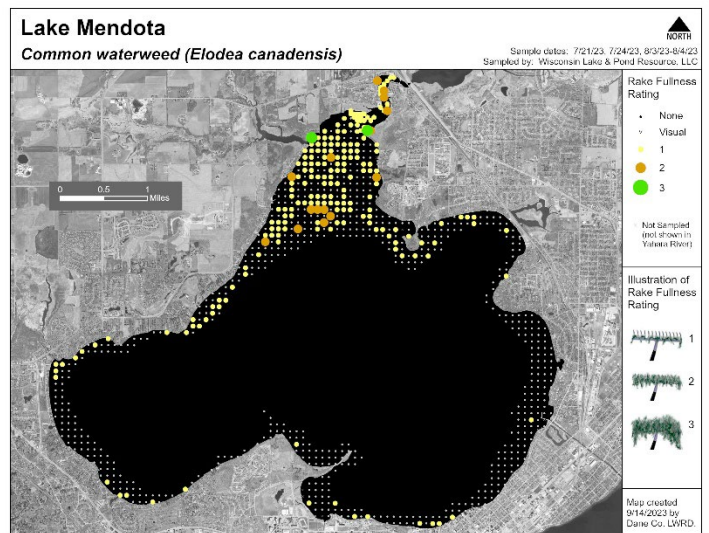 Lake Mendota
Common waterweed (Elodea canadensis)
NORTH
Sample dates: 7/21/23, 7/24/23, 8/3/23-8/4/23
Sampled by: Wisconsin Lake & Pond Resource, LLC
0 0.5 1
Miles
Rake Fullness
Rating
None
Visual
1
2
3
Not Sampled
(not shown in
Yahara River)
Illustration of
Rake Fullness
Rating
1
2
3
Map created
9/14/2023 by
Dane Co. LWRD.